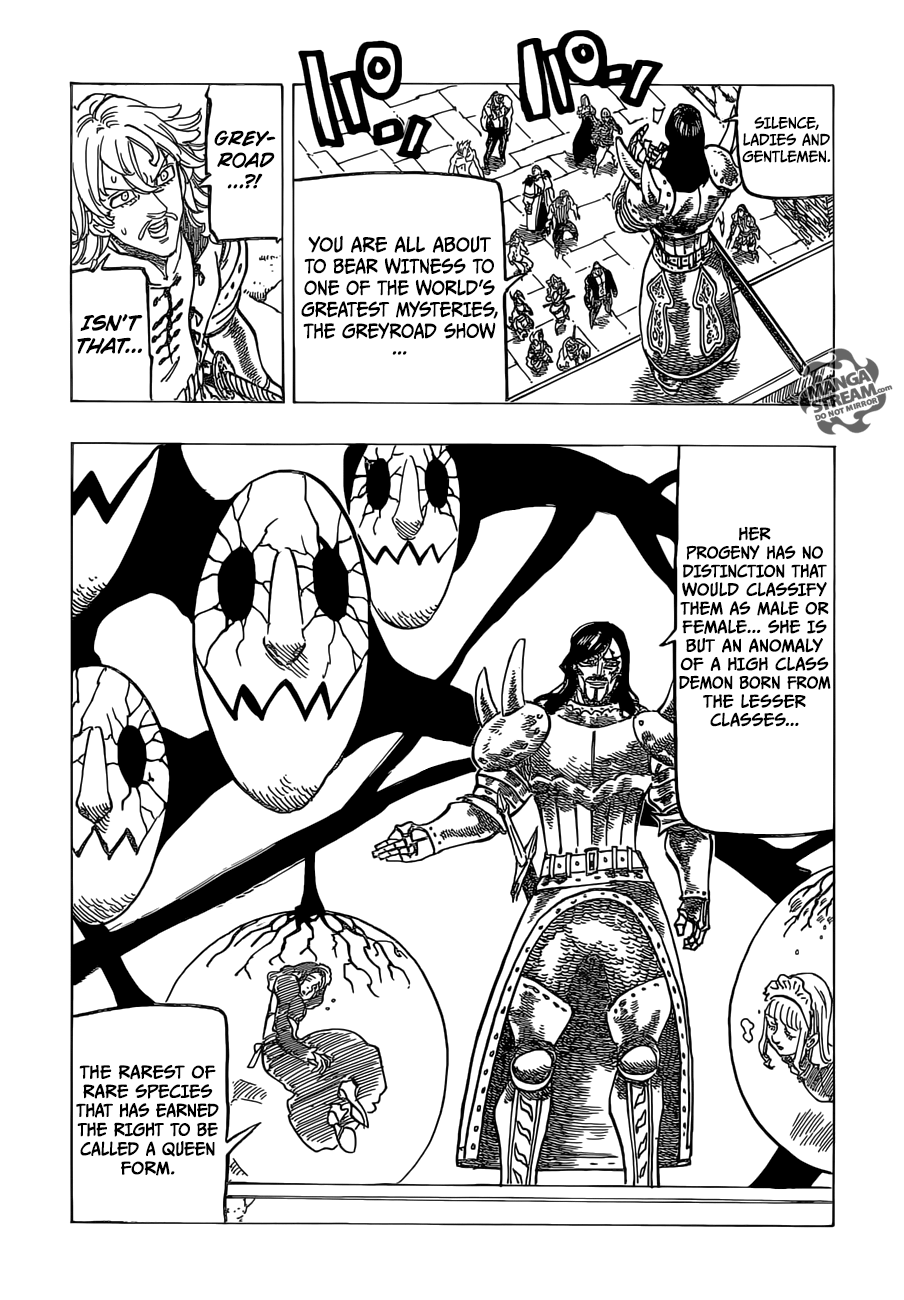 SILENCE,
LADIES AND
GENTLEMEN.
YOU ARE ALL ABOUT
TO BEAR WITNESS TO
ONE OF THE WORLD'S
GREATEST MYSTERIES,
THE GREYROAD SHOW
...
GREY-
ROAD
...?!
ISN'T
THAT...
MANGA
STREAM.com
DO NOT MIRROR
HER
PROGENY HAS NO
DISTINCTION THAT
WOULD CLASSIFY
THEM AS MALE OR
FEMALE... SHE IS
BUT AN ANOMALY
OF A HIGH CLASS
DEMON BORN FROM
THE LESSER
CLASSES...
THE RAREST OF
RARE SPECIES
THAT HAS EARNED
THE RIGHT TO BE
CALLED A QUEEN
FORM.